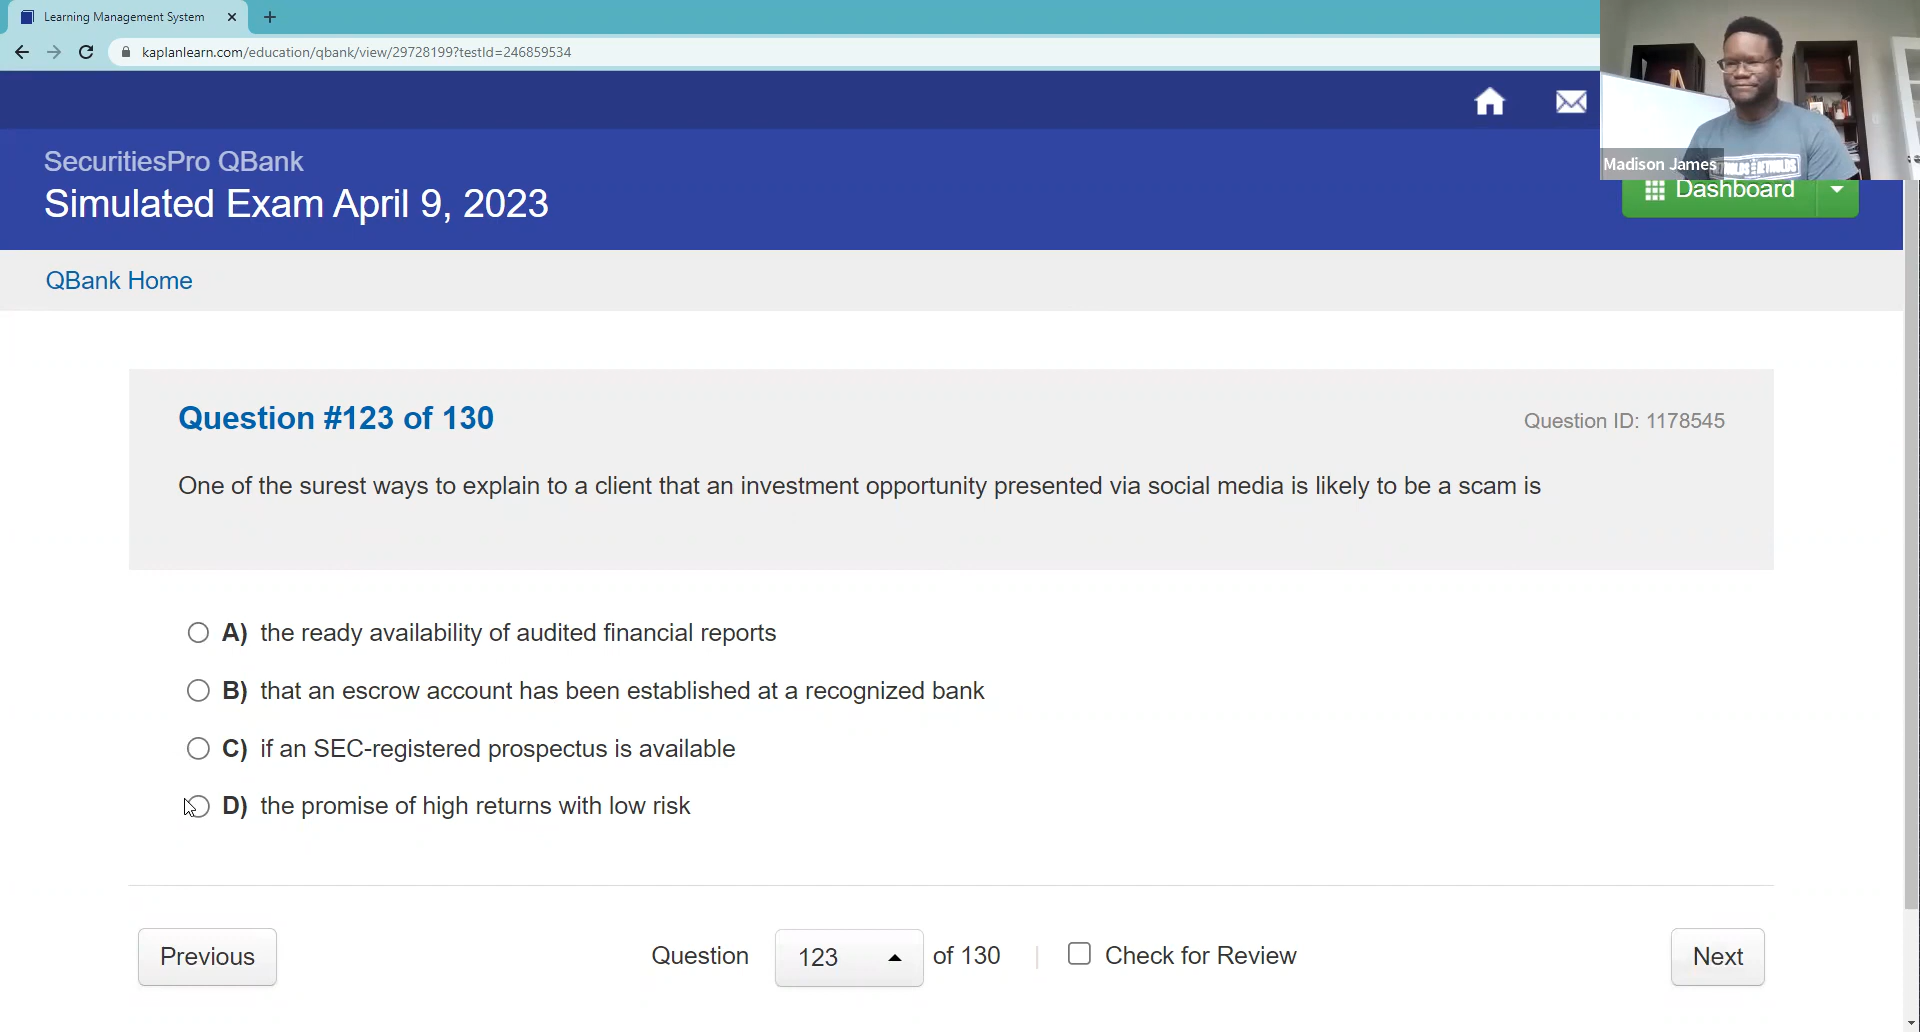 Learning Management System
kaplanlearn.com/education/qbank/view/29728199?testId=246859534
Madison James
SecuritiesPro QBank
Simulated Exam April 9, 2023
Dashboard
QBank Home
Question #123 of 130
Question ID: 1178545
One of the surest ways to explain to a client that an investment opportunity presented via social media is likely to be a scam is
A) the ready availability of audited financial reports
B) that an escrow account has been established at a recognized bank
C) if an SEC-registered prospectus is available
D) the promise of high returns with low risk
Previous
Question 123 of 130 | Check for Review
Next